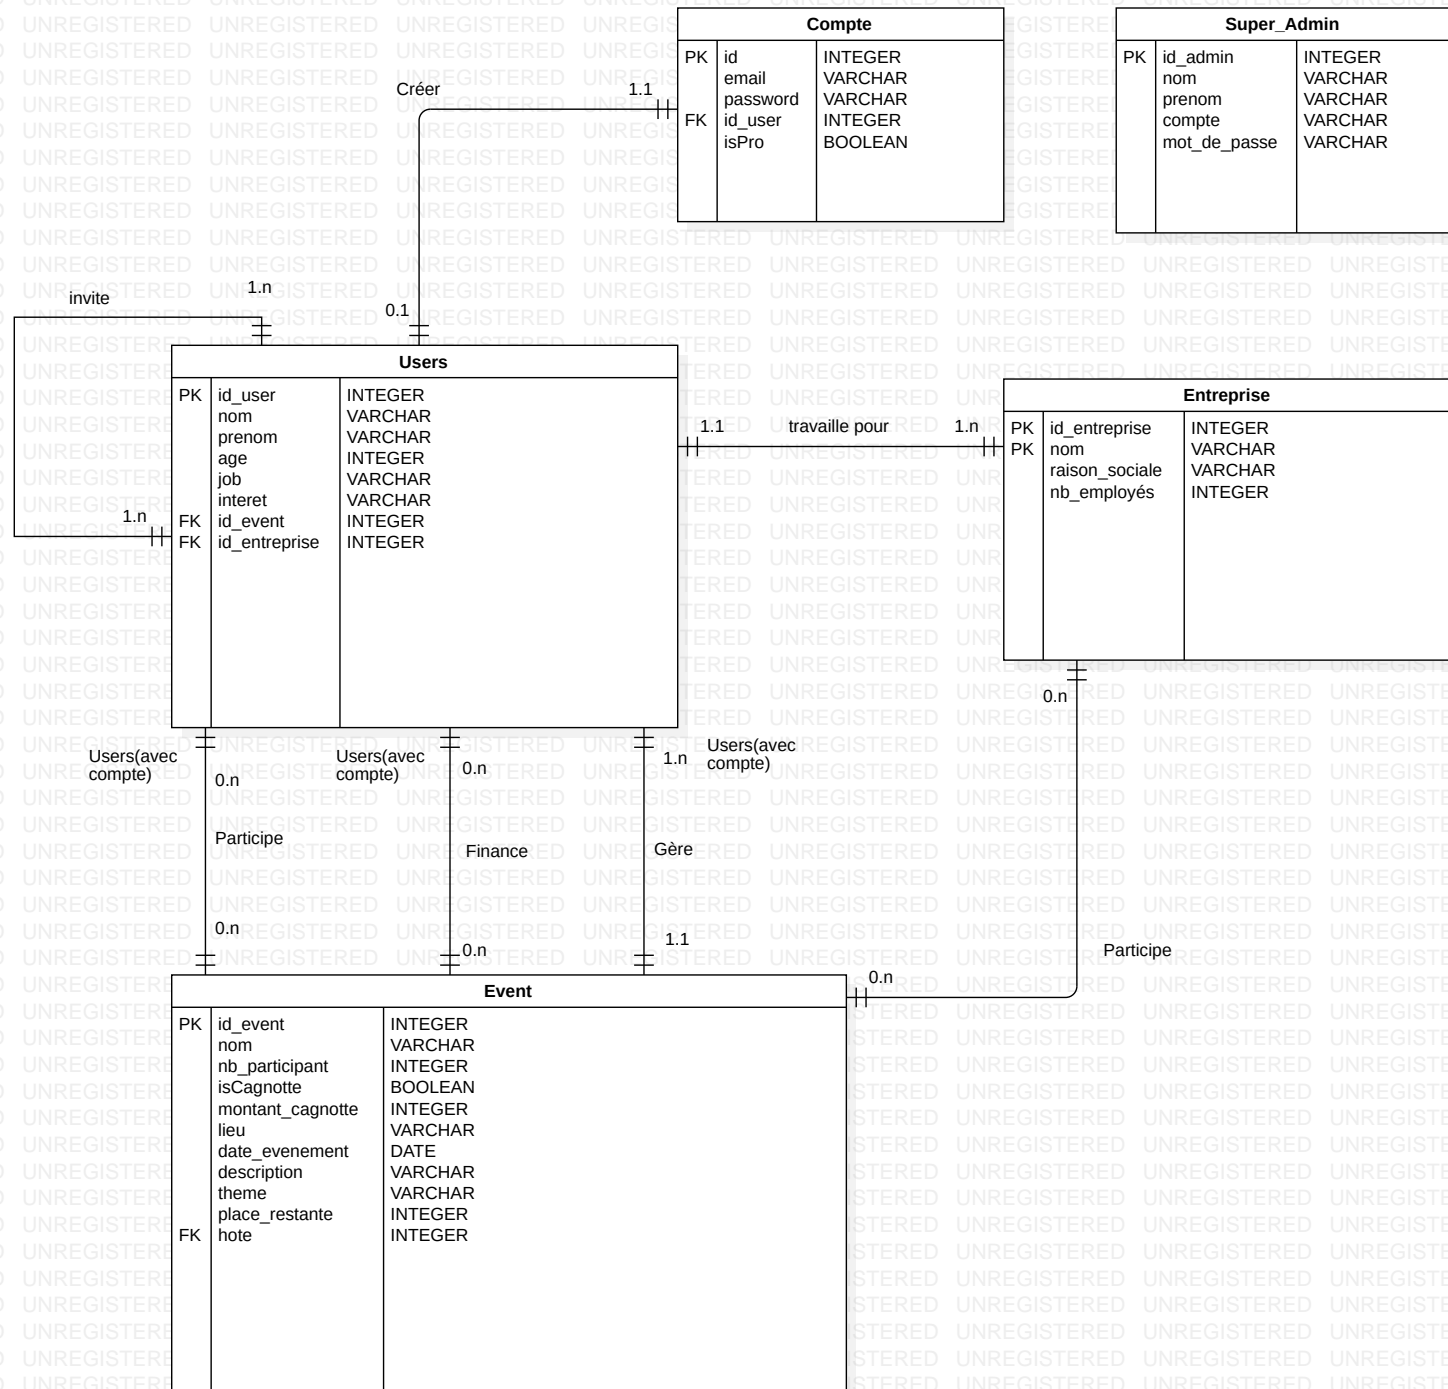 Compte
PK id INTEGER
email VARCHAR
password VARCHAR
FK id_user INTEGER
isPro BOOLEAN
Super_Admin
PK id_admin INTEGER
nom VARCHAR
prenom VARCHAR
compte VARCHAR
mot_de_passe VARCHAR
Créer
1.1
0.1
invite
1.n
1.n
Users
PK id_user INTEGER
nom VARCHAR
prenom VARCHAR
age INTEGER
job VARCHAR
interet VARCHAR
FK id_event INTEGER
FK id_entreprise INTEGER
1.1 travaille pour 1.n
Entreprise
PK id_entreprise INTEGER
PK nom VARCHAR
raison_sociale VARCHAR
nb_employés INTEGER
0.n
Users(avec
compte)
0.n
Participe
0.n
Users(avec
compte)
0.n
Finance
0.n
Users(avec
compte)
1.n
Gère
1.1
Participe
0.n
Event
PK id_event INTEGER
nom VARCHAR
nb_participant INTEGER
isCagnotte BOOLEAN
montant_cagnotte INTEGER
lieu VARCHAR
date_evenement DATE
description VARCHAR
theme VARCHAR
place_restante INTEGER
FK hote INTEGER
UNREGISTERED